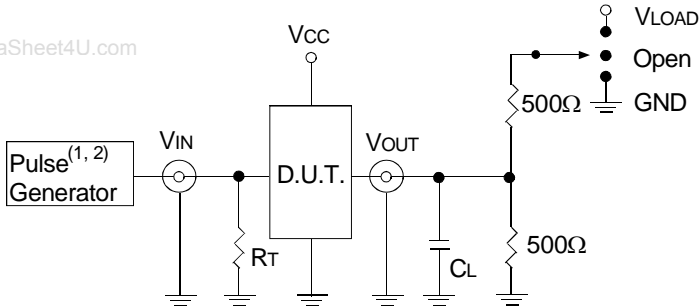 VLOAD
aSheet4U.com
VCC
Open
500Ω
GND
Pulse(1, 2)
Generator
VIN
D.U.T.
VOUT
RT
CL
500Ω